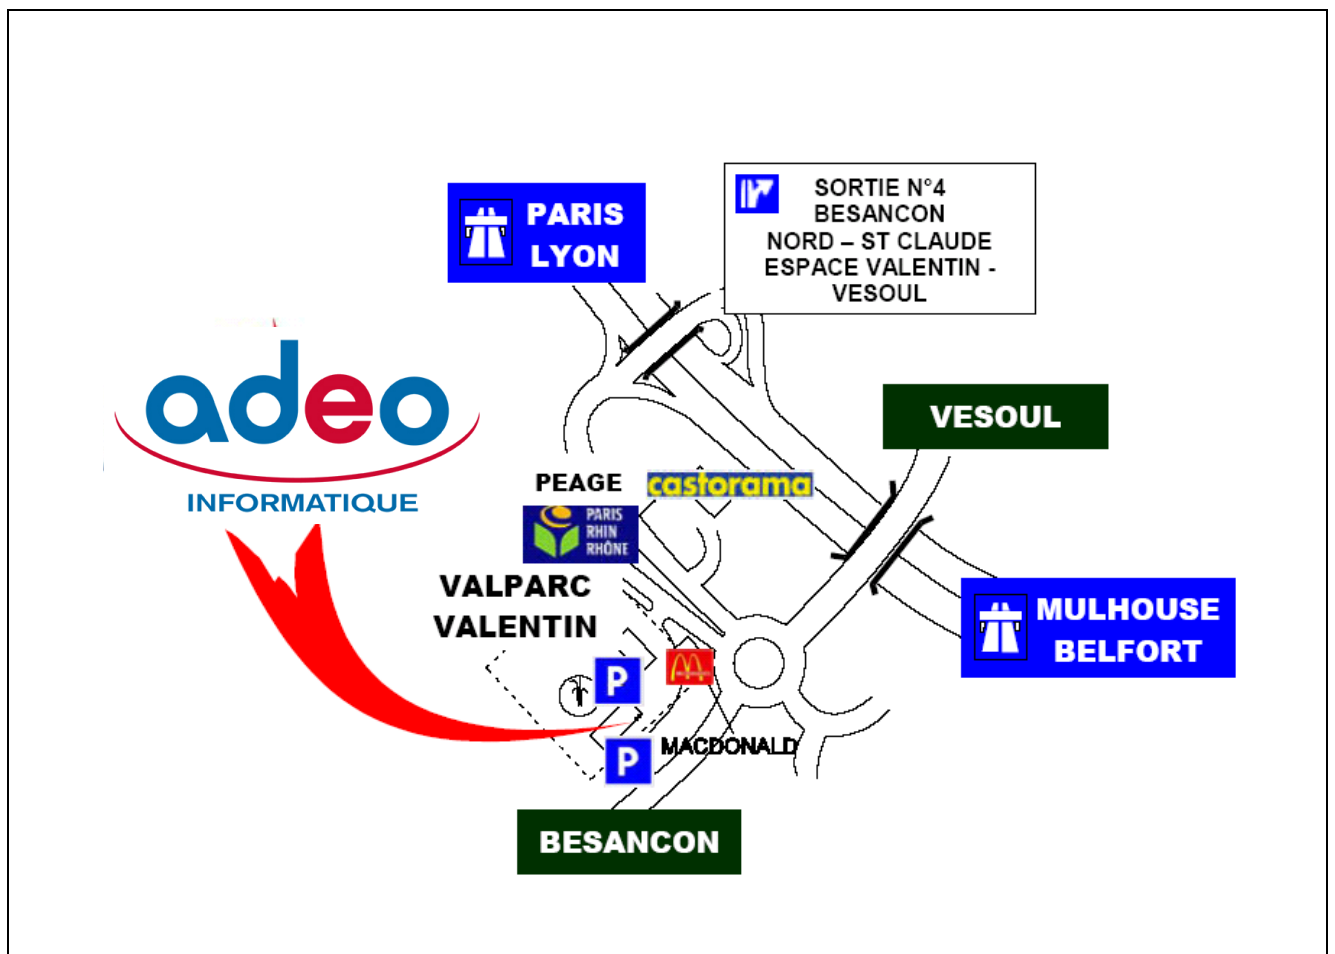 SORTIE N°4
BESANCON
NORD – ST CLAUDE
ESPACE VALENTIN -
VESOUL
PARIS
LYON
adeo
INFORMATIQUE
VESOUL
PEAGE
castorama
PARIS
RHIN
RHÔNE
VALPARC
VALENTIN
MULHOUSE
BELFORT
P
MACDONALD
P
BESANCON